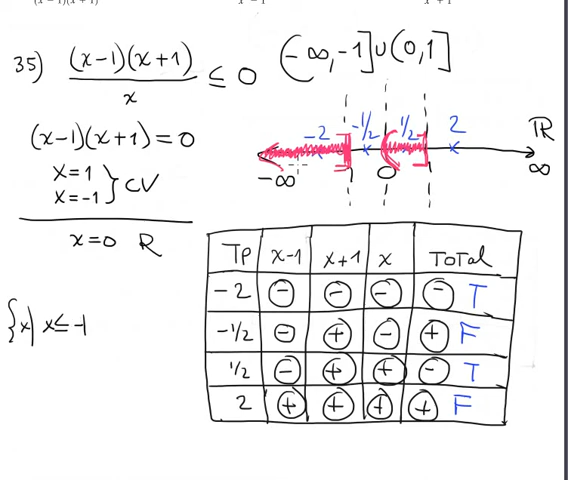 35) (x-1)(x+1)/x ≤ 0 (-∞, -1] ∪ (0, 1]
(x-1)(x+1) = 0
x=1
x=-1 } CV
x=0 R
-2 -1/2 1/2 2 ℝ
-∞ -1 0 1 ∞
TP x-1 x+1 x TOTAL
-2 - - - - T
-1/2 - + - + F
1/2 - + + - T
2 + + + + F
{x| x≤-1